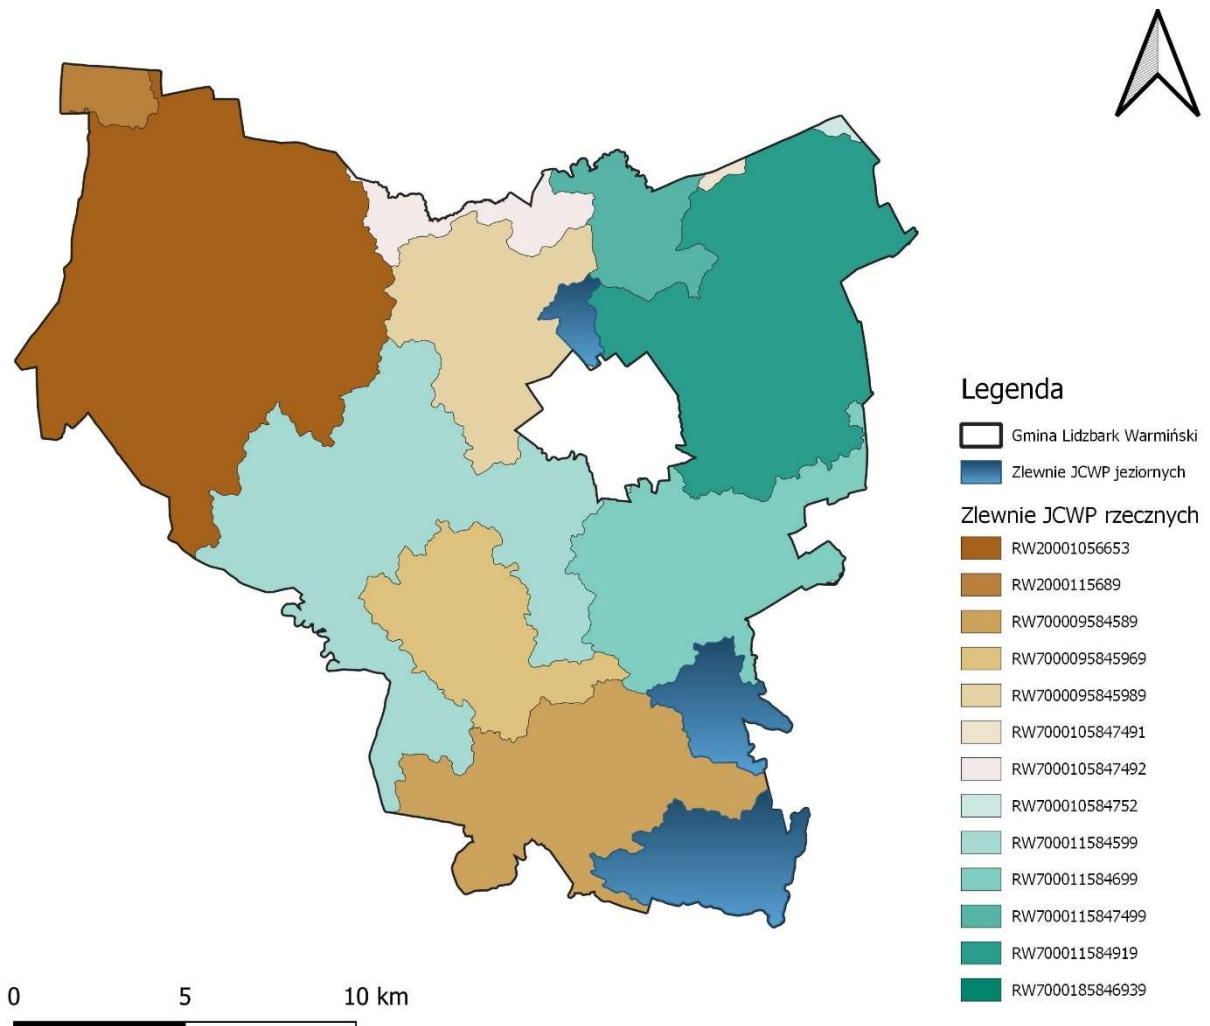 Legenda
Gmina Lidzbark Warmiński
Zlewnie JCWP jeziornych
Zlewnie JCWP rzecznych
RW20001056653
RW2000115689
RW700009584589
RW7000095845969
RW7000095845989
RW7000105847491
RW7000105847492
RW700010584752
RW700011584599
RW700011584699
RW7000115847499
RW700011584919
RW7000185846939
0 5 10 km